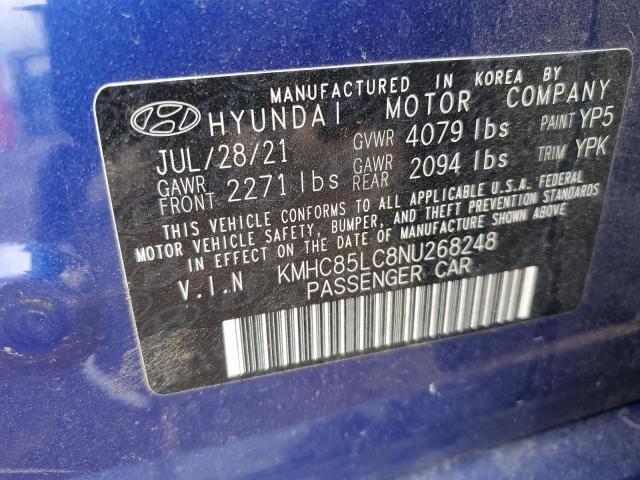 MANUFACTURED IN KOREA BY
HYUNDAI MOTOR COMPANY
JUL/28/21 GVWR 4079 lbs PAINT YP5
GAWR FRONT 2271 lbs GAWR REAR 2094 lbs TRIM YPK
THIS VEHICLE CONFORMS TO ALL APPLICABLE U.S.A. FEDERAL
MOTOR VEHICLE SAFETY, BUMPER, AND THEFT PREVENTION STANDARDS
IN EFFECT ON THE DATE OF MANUFACTURE SHOWN ABOVE
V.I.N KMHC85LC8NU268248
PASSENGER CAR